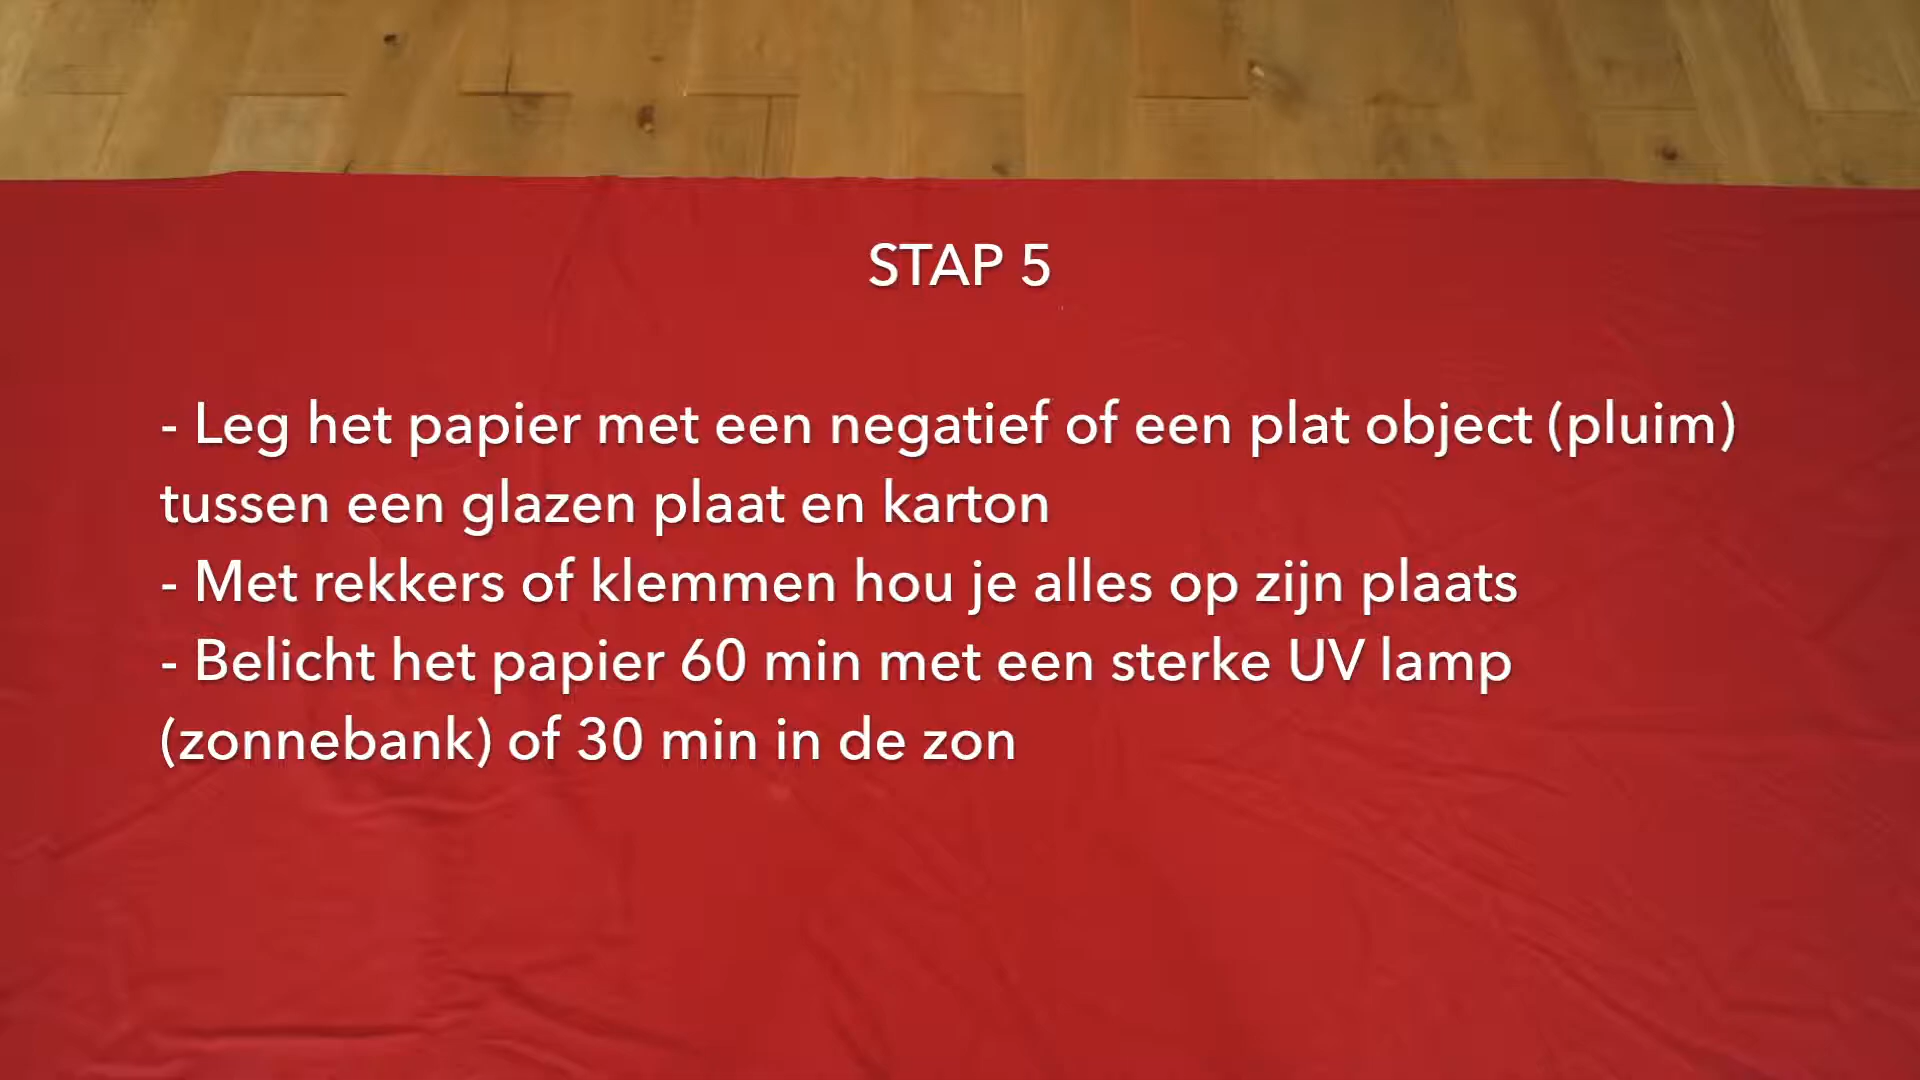 STAP 5
- Leg het papier met een negatief of een plat object (pluim)
tussen een glazen plaat en karton
- Met rekkers of klemmen hou je alles op zijn plaats
- Belicht het papier 60 min met een sterke UV lamp
(zonnebank) of 30 min in de zon